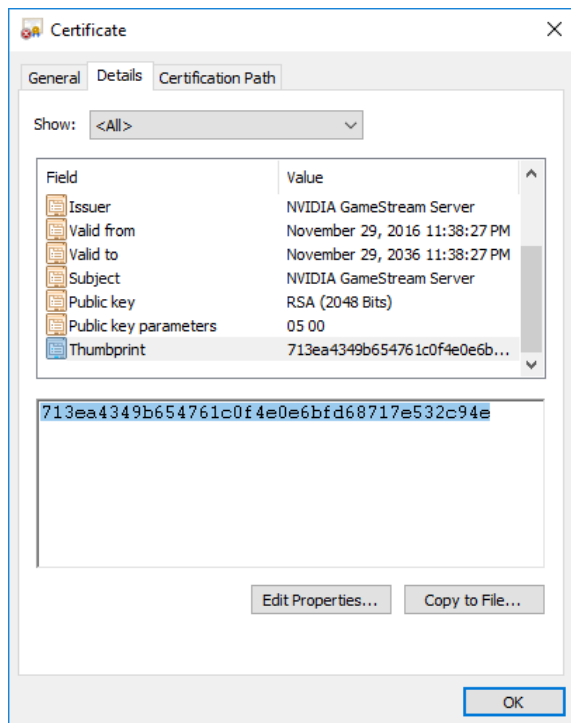 Certificate
General Details Certification Path
Show: <All>
Field Value
Issuer NVIDIA GameStream Server
Valid from November 29, 2016 11:38:27 PM
Valid to November 29, 2036 11:38:27 PM
Subject NVIDIA GameStream Server
Public key RSA (2048 Bits)
Public key parameters 05 00
Thumbprint 713ea4349b654761c0f4e0e6b...
713ea4349b654761c0f4e0e6bfd68717e532c94e
Edit Properties... Copy to File...
OK